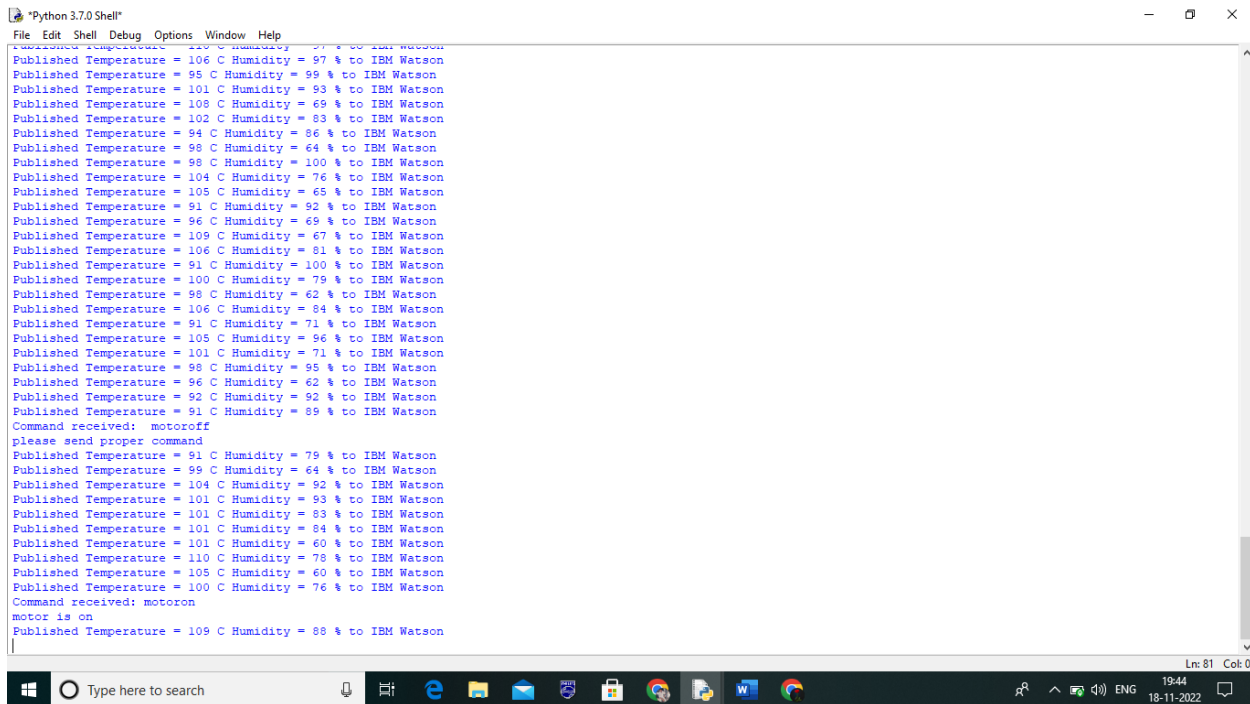 *Python 3.7.0 Shell*
File Edit Shell Debug Options Window Help
Published Temperature = 110 C Humidity = 97 % to IBM Watson
Published Temperature = 106 C Humidity = 97 % to IBM Watson
Published Temperature = 95 C Humidity = 99 % to IBM Watson
Published Temperature = 101 C Humidity = 93 % to IBM Watson
Published Temperature = 108 C Humidity = 69 % to IBM Watson
Published Temperature = 102 C Humidity = 83 % to IBM Watson
Published Temperature = 94 C Humidity = 86 % to IBM Watson
Published Temperature = 98 C Humidity = 64 % to IBM Watson
Published Temperature = 98 C Humidity = 100 % to IBM Watson
Published Temperature = 104 C Humidity = 76 % to IBM Watson
Published Temperature = 105 C Humidity = 65 % to IBM Watson
Published Temperature = 91 C Humidity = 92 % to IBM Watson
Published Temperature = 96 C Humidity = 69 % to IBM Watson
Published Temperature = 109 C Humidity = 67 % to IBM Watson
Published Temperature = 106 C Humidity = 81 % to IBM Watson
Published Temperature = 91 C Humidity = 100 % to IBM Watson
Published Temperature = 100 C Humidity = 79 % to IBM Watson
Published Temperature = 98 C Humidity = 62 % to IBM Watson
Published Temperature = 106 C Humidity = 84 % to IBM Watson
Published Temperature = 91 C Humidity = 71 % to IBM Watson
Published Temperature = 105 C Humidity = 96 % to IBM Watson
Published Temperature = 101 C Humidity = 71 % to IBM Watson
Published Temperature = 98 C Humidity = 95 % to IBM Watson
Published Temperature = 96 C Humidity = 62 % to IBM Watson
Published Temperature = 92 C Humidity = 92 % to IBM Watson
Published Temperature = 91 C Humidity = 89 % to IBM Watson
Command received:  motoroff
please send proper command
Published Temperature = 91 C Humidity = 79 % to IBM Watson
Published Temperature = 99 C Humidity = 64 % to IBM Watson
Published Temperature = 104 C Humidity = 92 % to IBM Watson
Published Temperature = 101 C Humidity = 93 % to IBM Watson
Published Temperature = 101 C Humidity = 83 % to IBM Watson
Published Temperature = 101 C Humidity = 84 % to IBM Watson
Published Temperature = 101 C Humidity = 60 % to IBM Watson
Published Temperature = 110 C Humidity = 78 % to IBM Watson
Published Temperature = 105 C Humidity = 60 % to IBM Watson
Published Temperature = 100 C Humidity = 76 % to IBM Watson
Command received: motoron
motor is on
Published Temperature = 109 C Humidity = 88 % to IBM Watson
Ln: 81 Col: 0
Type here to search
ENG
19:44
18-11-2022